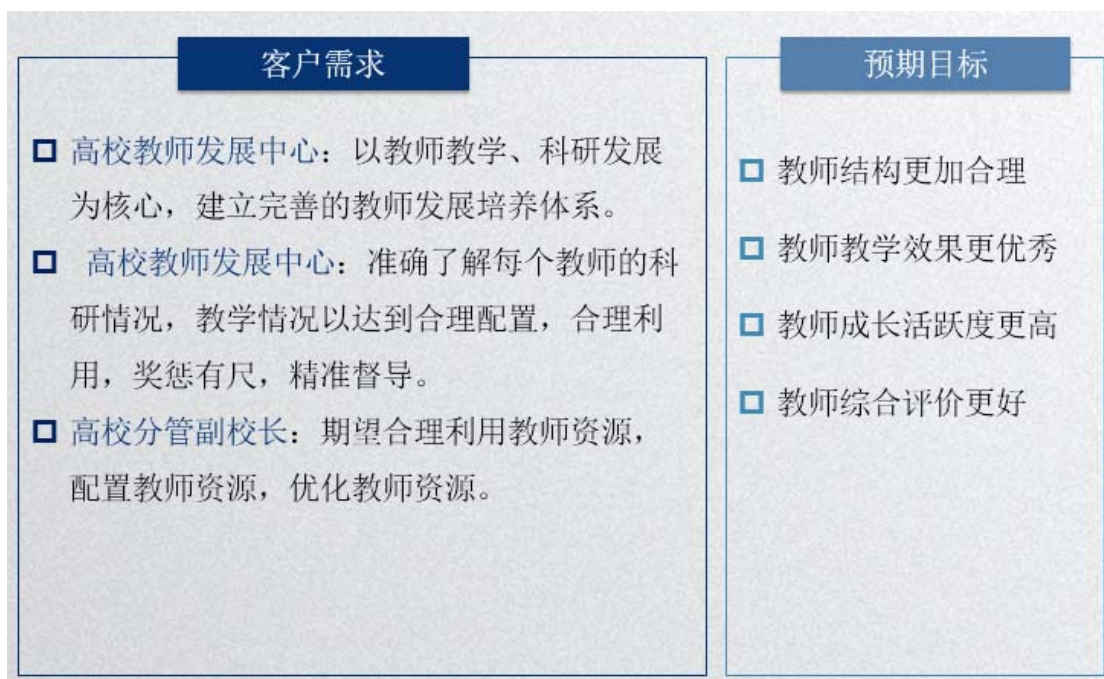 客户需求
高校教师发展中心：以教师教学、科研发展
为核心，建立完善的教师发展培养体系。
高校教师发展中心：准确了解每个教师的科
研情况，教学情况以达到合理配置，合理利
用，奖惩有尺，精准督导。
高校分管副校长：期望合理利用教师资源，
配置教师资源，优化教师资源。
预期目标
教师结构更加合理
教师教学效果更优秀
教师成长活跃度更高
教师综合评价更好